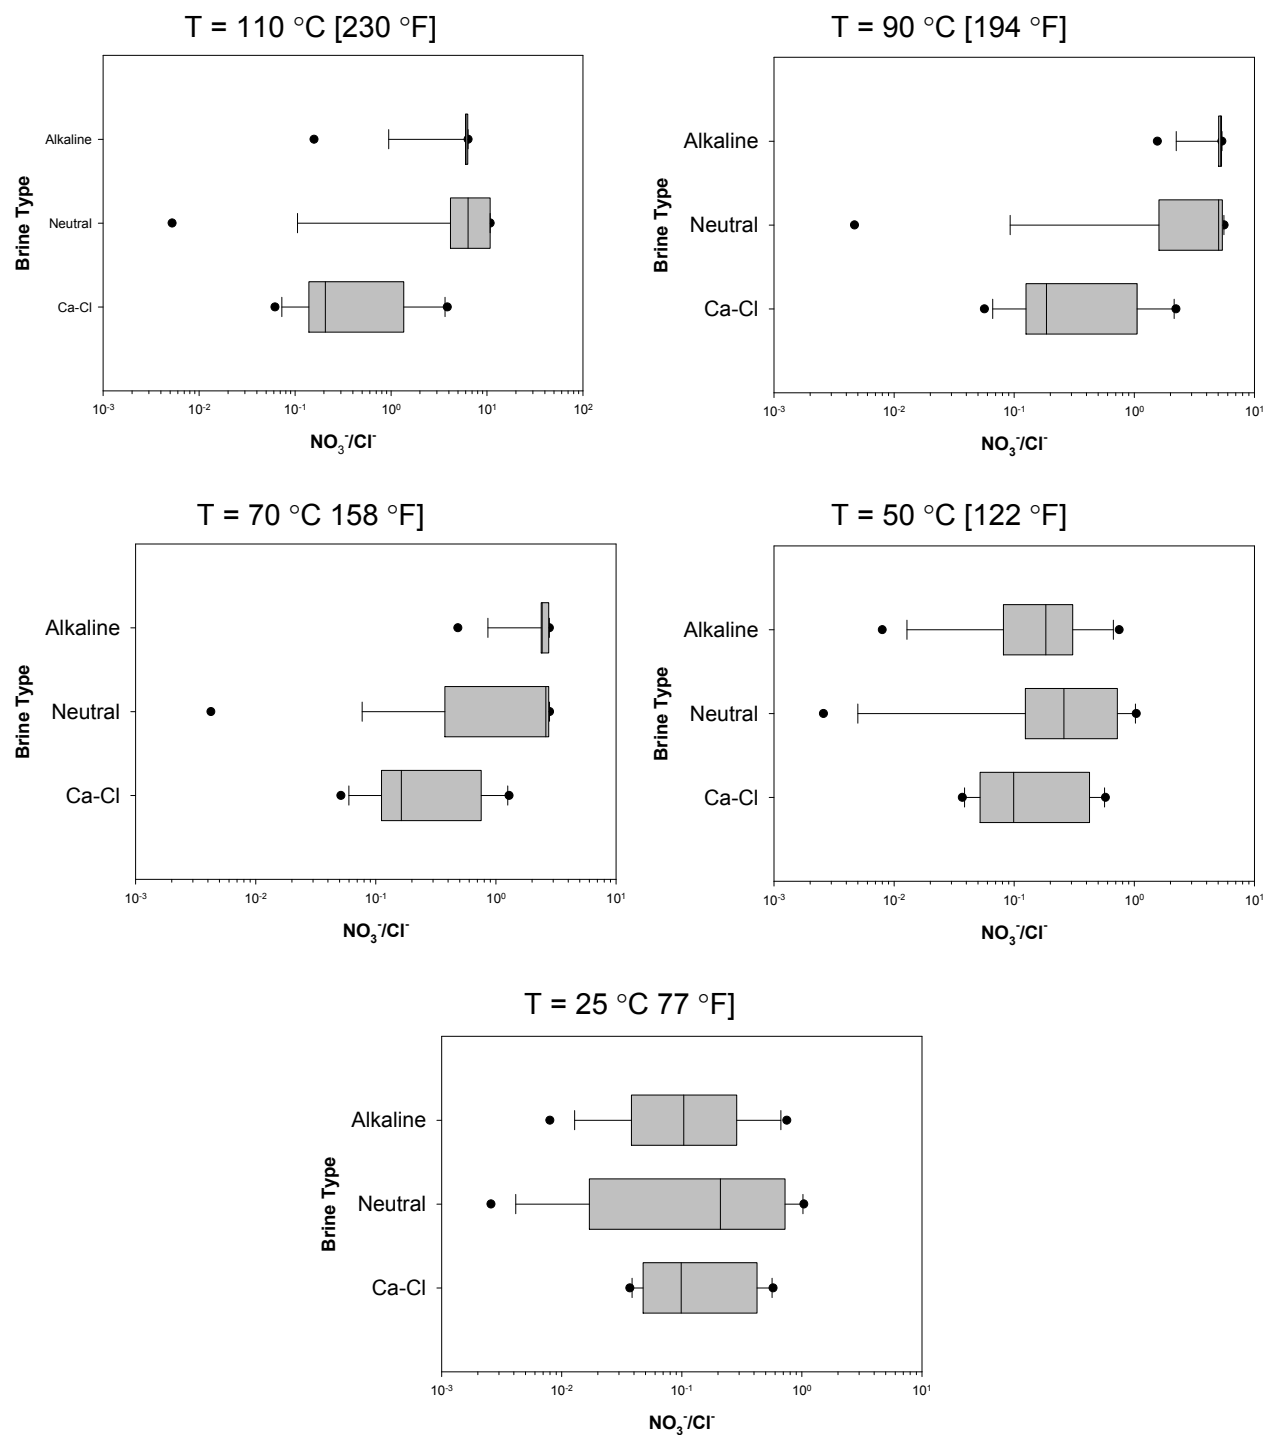 T = 110 °C [230 °F]
Brine Type
Alkaline
Neutral
Ca-Cl
10⁻³ 10⁻² 10⁻¹ 10⁰ 10¹ 10²
NO₃⁻/Cl⁻
T = 90 °C [194 °F]
Brine Type
Alkaline
Neutral
Ca-Cl
10⁻³ 10⁻² 10⁻¹ 10⁰ 10¹
NO₃⁻/Cl⁻
T = 70 °C 158 °F]
Brine Type
Alkaline
Neutral
Ca-Cl
10⁻³ 10⁻² 10⁻¹ 10⁰ 10¹
NO₃⁻/Cl⁻
T = 50 °C [122 °F]
Brine Type
Alkaline
Neutral
Ca-Cl
10⁻³ 10⁻² 10⁻¹ 10⁰ 10¹
NO₃⁻/Cl⁻
T = 25 °C 77 °F]
Brine Type
Alkaline
Neutral
Ca-Cl
10⁻³ 10⁻² 10⁻¹ 10⁰ 10¹
NO₃⁻/Cl⁻